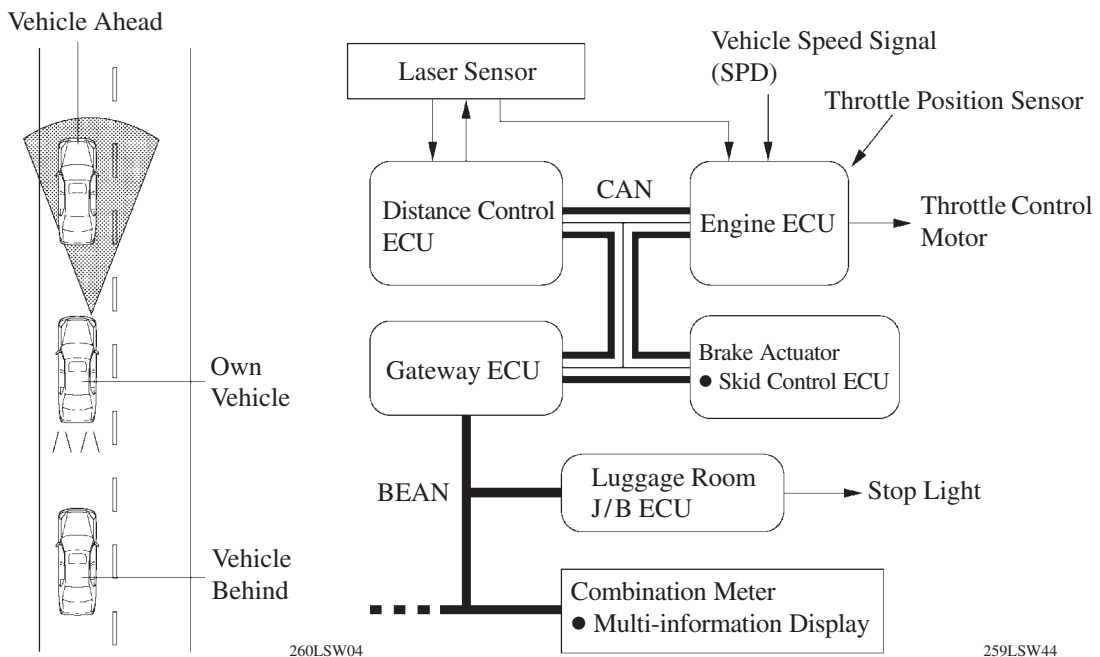 Vehicle Ahead
Own
Vehicle
Vehicle
Behind
260LSW04
Laser Sensor
Vehicle Speed Signal
(SPD)
Throttle Position Sensor
CAN
Distance Control
ECU
Engine ECU
Throttle Control
Motor
Gateway ECU
Brake Actuator
● Skid Control ECU
BEAN
Luggage Room
J/B ECU
Stop Light
Combination Meter
● Multi-information Display
259LSW44